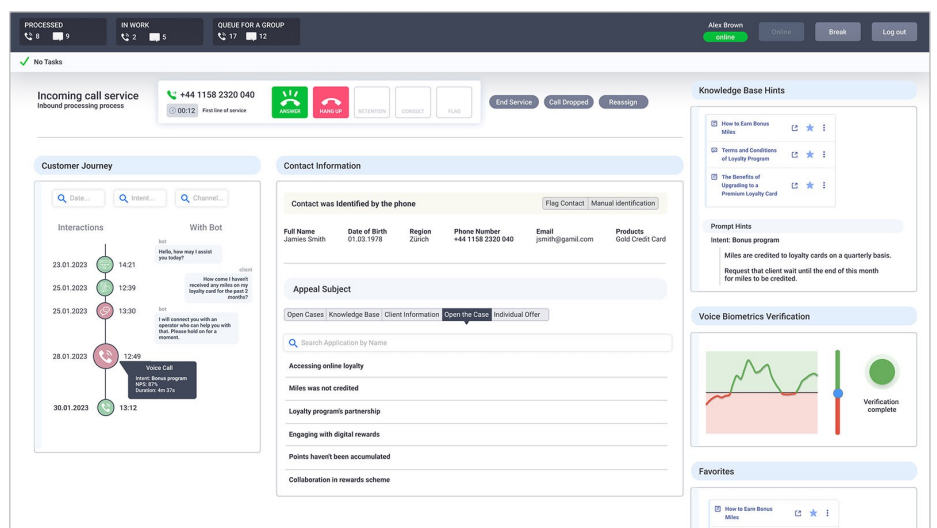 PROCESSED
8 9
IN WORK
2 5
QUEUE FOR A GROUP
17 12
Alex Brown
online
Online
Break
Log out
No Tasks
Incoming call service
Inbound processing process
+44 1158 2320 040
00:12 First line of service
ANSWER
HANG UP
RETENTION
CONSULT
FLAG
End Service
Call Dropped
Reassign
Customer Journey
Date...
Intent...
Channel...
Interactions
With Bot
bot
Hello, how may I assist
you today?
client
How come I haven't
received any miles on my
loyalty card for the past 2
months?
bot
I will connect you with an
operator who can help you with
that. Please hold on for a
moment.
23.01.2023 14:21
25.01.2023 12:39
25.01.2023 13:30
28.01.2023 12:49
Voice Call
Intent: Bonus program
NPS: 87%
Duration: 4m 37s
30.01.2023 13:12
Contact Information
Contact was Identified by the phone
Flag Contact
Manual identification
Full Name
Jamies Smith
Date of Birth
01.03.1978
Region
Zürich
Phone Number
+44 1158 2320 040
Email
jsmith@gamil.com
Products
Gold Credit Card
Appeal Subject
Open Cases
Knowledge Base
Client Information
Open the Case
Individual Offer
Search Application by Name
Accessing online loyalty
Miles was not credited
Loyalty program's partnership
Engaging with digital rewards
Points haven't been accumulated
Collaboration in rewards scheme
Knowledge Base Hints
How to Earn Bonus
Miles
Terms and Conditions
of Loyalty Program
The Benefits of
Upgrading to a
Premium Loyalty Card
Prompt Hints
Intent: Bonus program
Miles are credited to loyalty cards on a quarterly basis.
Request that client wait until the end of this month
for miles to be credited.
Voice Biometrics Verification
Verification
complete
Favorites
How to Earn Bonus
Miles